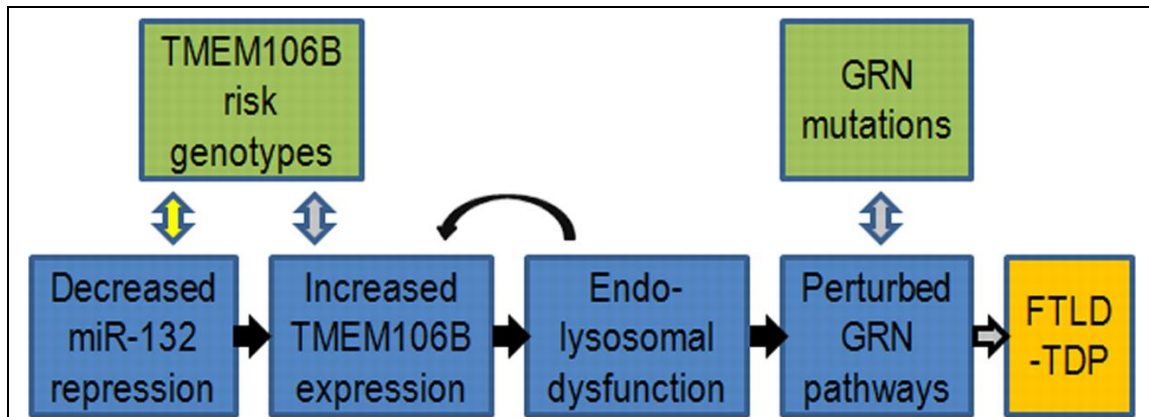 TMEM106B
risk
genotypes
GRN
mutations
Decreased
miR-132
repression
Increased
TMEM106B
expression
Endo-
lysosomal
dysfunction
Perturbed
GRN
pathways
FTLD
-TDP